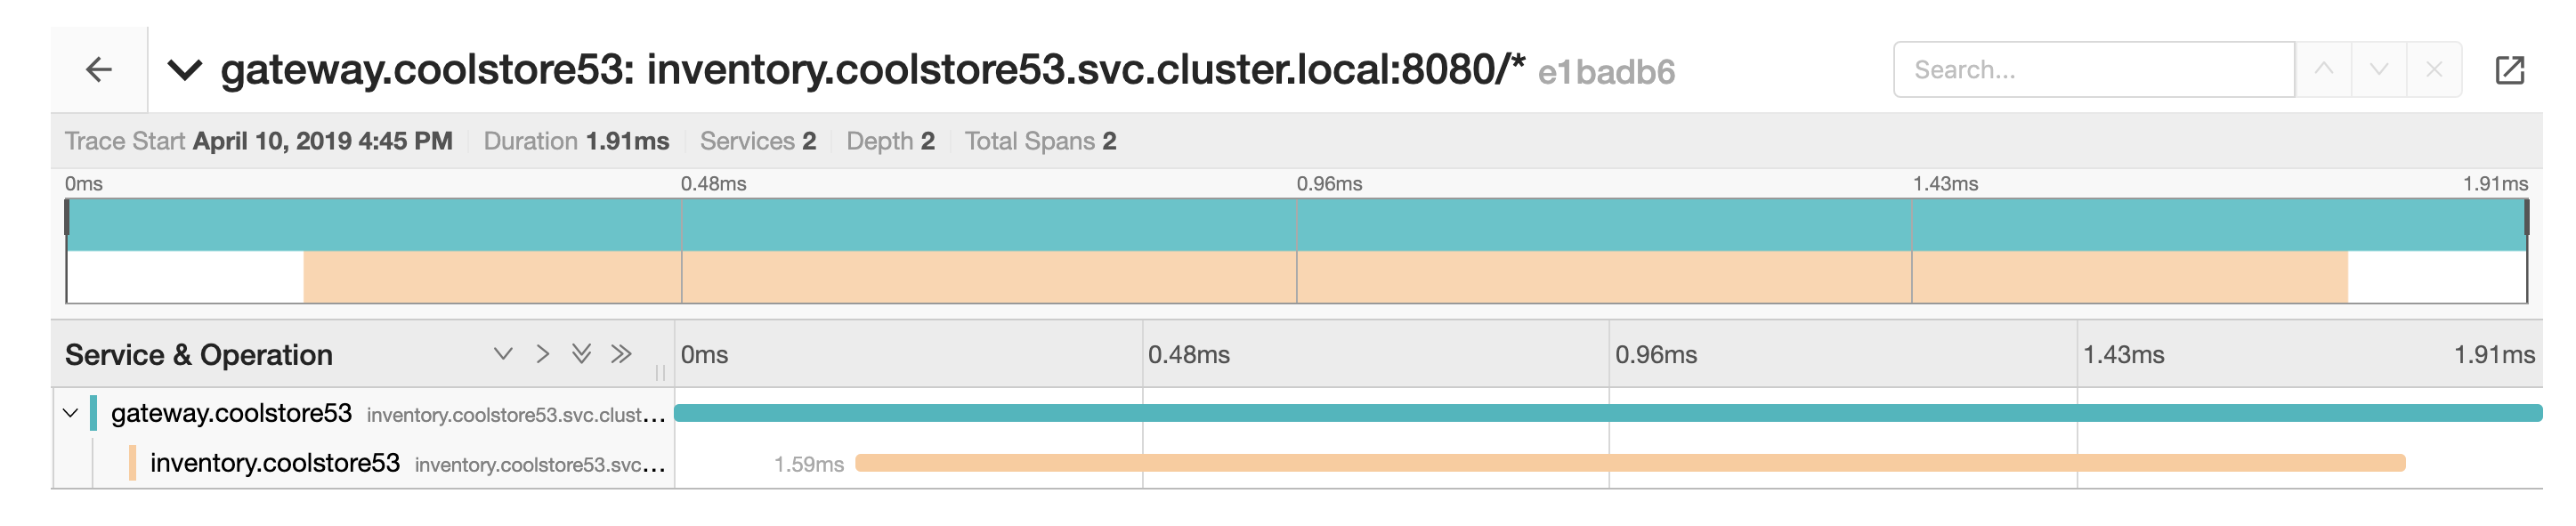 gateway.coolstore53: inventory.coolstore53.svc.cluster.local:8080/* e1badb6 Search...
Trace Start April 10, 2019 4:45 PM Duration 1.91ms Services 2 Depth 2 Total Spans 2
0ms 0.48ms 0.96ms 1.43ms 1.91ms
Service & Operation 0ms 0.48ms 0.96ms 1.43ms 1.91ms
gateway.coolstore53 inventory.coolstore53.svc.clust...
inventory.coolstore53 inventory.coolstore53.svc... 1.59ms